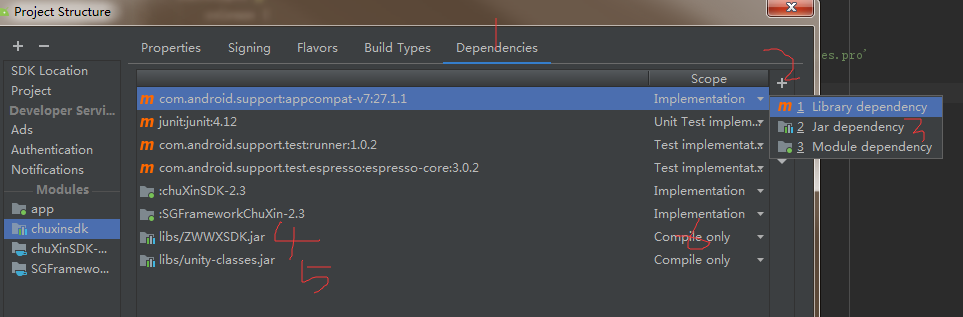 Project Structure
x
+ −
Properties Signing Flavors Build Types Dependencies
1
SDK Location
Project
Developer Servi...
Ads
Authentication
Notifications
Modules
app
chuxinsdk
chuXinSDK-...
SGFramewo...
Scope
m com.android.support:appcompat-v7:27.1.1 Implementation
junit:junit:4.12 Unit Test implem...
m com.android.support.test:runner:1.0.2 Test implementat...
m com.android.support.test.espresso:espresso-core:3.0.2 Test implementat...
:chuXinSDK-2.3 Implementation
:SGFrameworkChuXin-2.3 Implementation
libs/ZWWXSDK.jar 4 Compile only 6
libs/unity-classes.jar 5 Compile only
es.pro'
2
+
m 1 Library dependency
2 Jar dependency 3
3 Module dependency